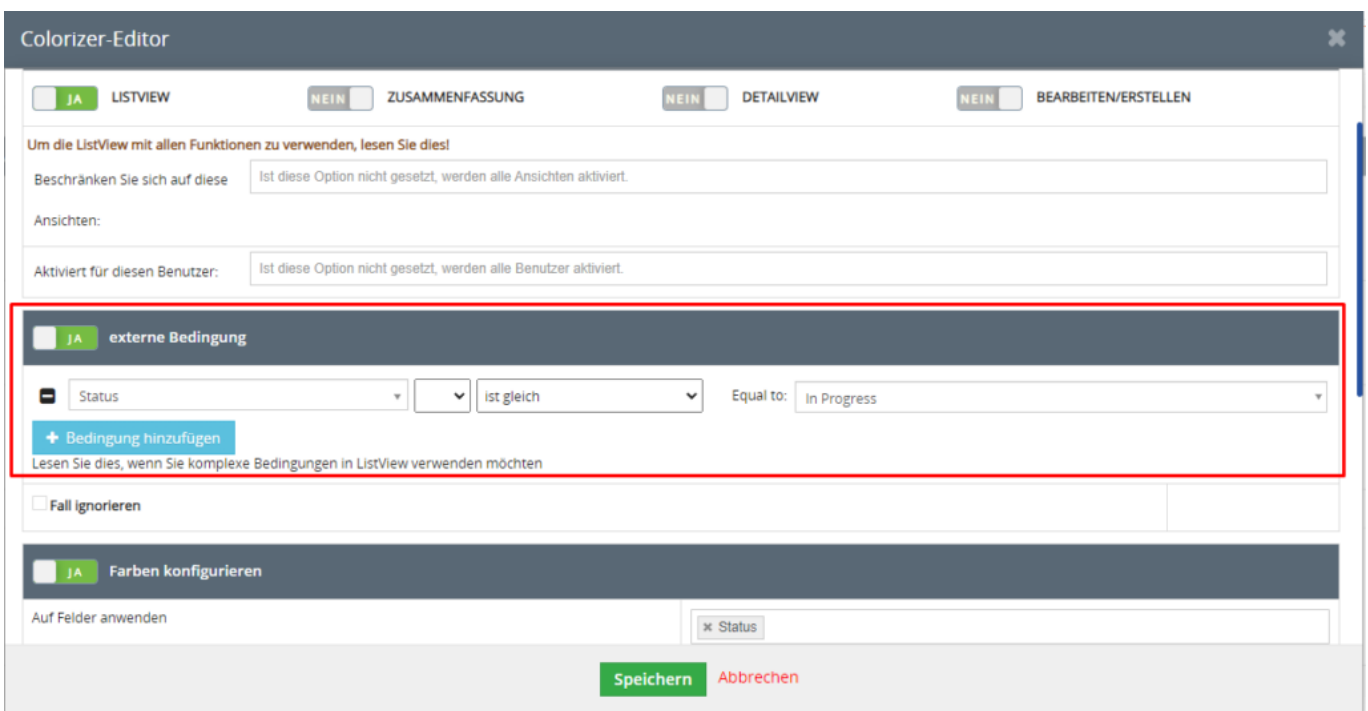 Colorizer-Editor
JA LISTVIEW NEIN ZUSAMMENFASSUNG NEIN DETAILVIEW NEIN BEARBEITEN/ERSTELLEN
Um die ListView mit allen Funktionen zu verwenden, lesen Sie dies!
Beschränken Sie sich auf diese Ist diese Option nicht gesetzt, werden alle Ansichten aktiviert.
Ansichten:
Aktiviert für diesen Benutzer: Ist diese Option nicht gesetzt, werden alle Benutzer aktiviert.
JA externe Bedingung
Status ist gleich Equal to: In Progress
+ Bedingung hinzufügen
Lesen Sie dies, wenn Sie komplexe Bedingungen in ListView verwenden möchten
Fall ignorieren
JA Farben konfigurieren
Auf Felder anwenden × Status
Speichern Abbrechen